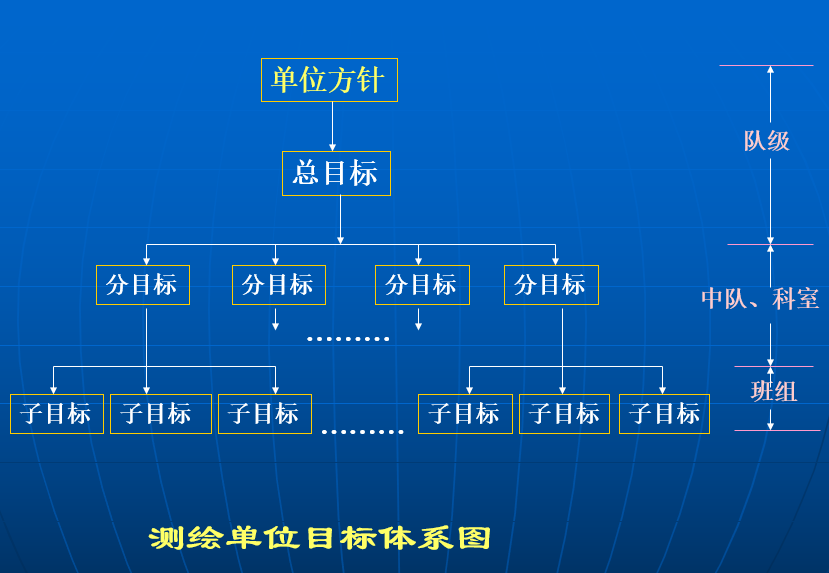 单位方针
队级
总目标
分目标 分目标 分目标 分目标
中队、科室
………
班组
子目标 子目标 子目标 ……… 子目标 子目标 子目标
测绘单位目标体系图